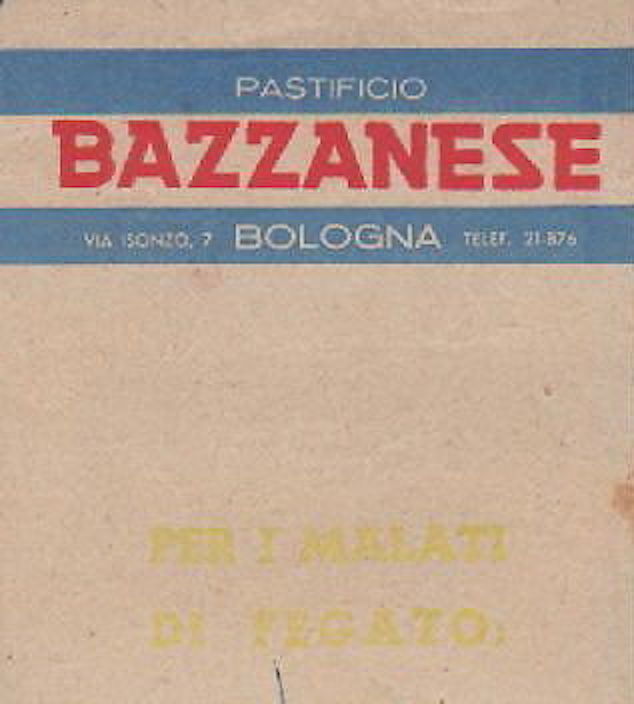 PASTIFICIO
BAZZANESE
VIA ISONZO, 7 BOLOGNA TELEF. 21-876
PER I MALATI
DI FEGATO: